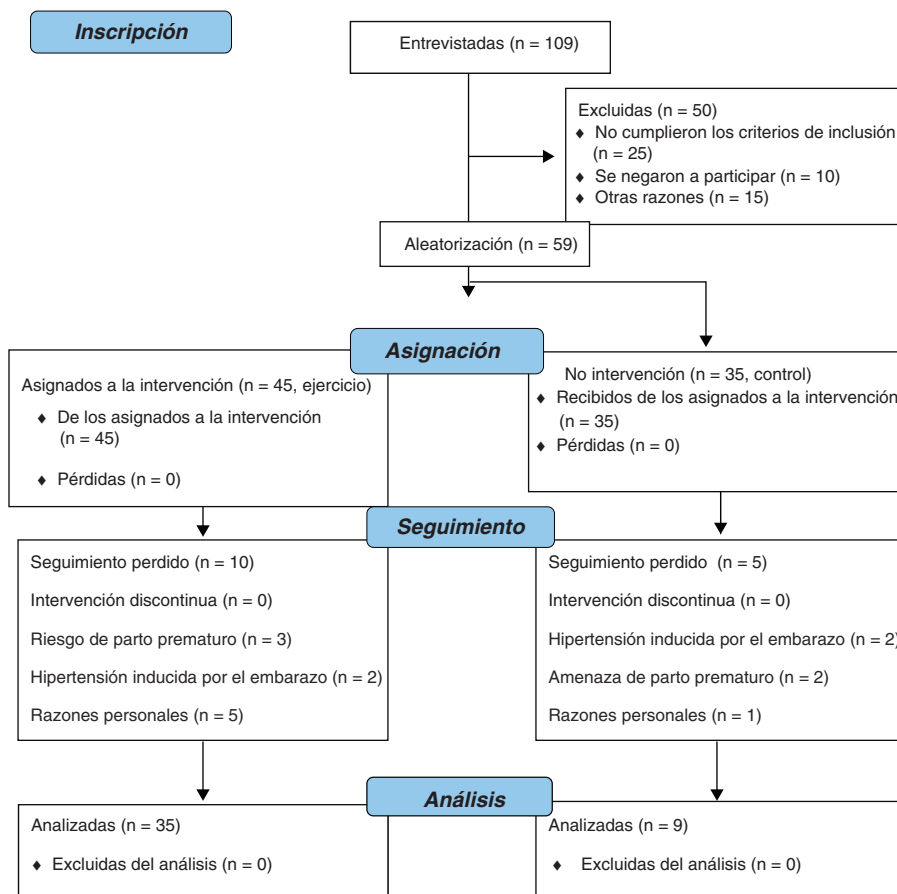 Inscripción
Entrevistadas (n = 109)
Excluidas (n = 50)
♦ No cumplieron los criterios de inclusión
(n = 25)
♦ Se negaron a participar (n = 10)
♦ Otras razones (n = 15)
Aleatorización (n = 59)
Asignación
Asignados a la intervención (n = 45, ejercicio)
♦ De los asignados a la intervención
(n = 45)
♦ Pérdidas (n = 0)
No intervención (n = 35, control)
♦ Recibidos de los asignados a la intervención
(n = 35)
♦ Pérdidas (n = 0)
Seguimiento
Seguimiento perdido (n = 10)
Intervención discontinua (n = 0)
Riesgo de parto prematuro (n = 3)
Hipertensión inducida por el embarazo (n = 2)
Razones personales (n = 5)
Seguimiento perdido (n = 5)
Intervención discontinua (n = 0)
Hipertensión inducida por el embarazo (n = 2)
Amenaza de parto prematuro (n = 2)
Razones personales (n = 1)
Análisis
Analizadas (n = 35)
♦ Excluidas del análisis (n = 0)
Analizadas (n = 9)
♦ Excluidas del análisis (n = 0)